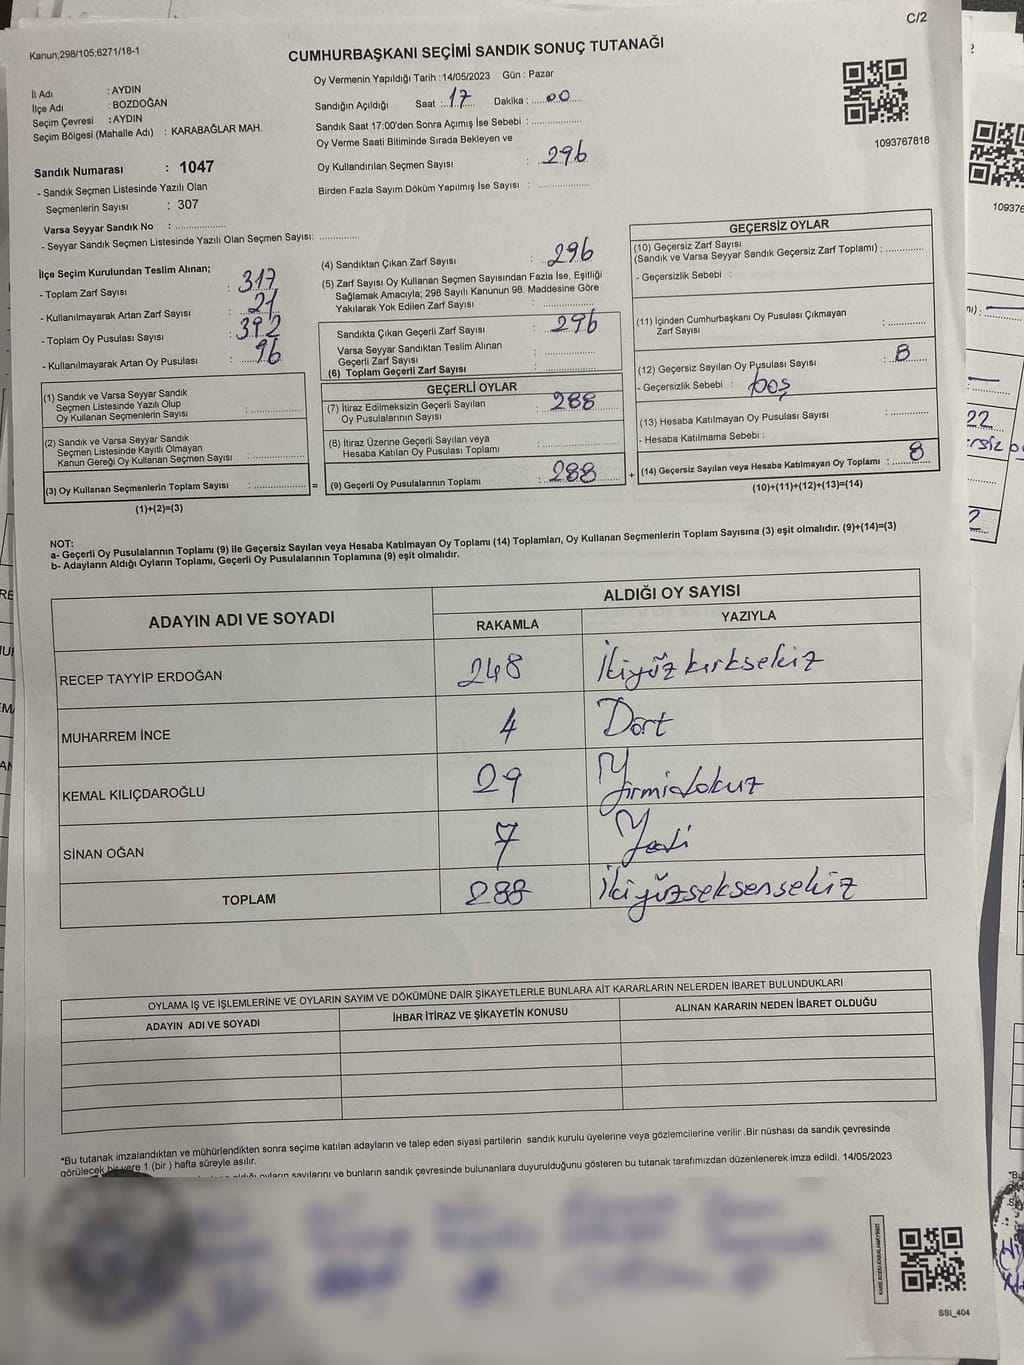 C/2
Kanun;298/105;6271/18-1
CUMHURBAŞKANI SEÇİMİ SANDIK SONUÇ TUTANAĞI
İl Adı : AYDIN
İlçe Adı : BOZDOĞAN
Seçim Çevresi : AYDIN
Seçim Bölgesi (Mahalle Adı) : KARABAĞLAR MAH.
Sandık Numarası : 1047
- Sandık Seçmen Listesinde Yazılı Olan
Seçmenlerin Sayısı : 307
Varsa Seyyar Sandık No :
- Seyyar Sandık Seçmen Listesinde Yazılı Olan Seçmen Sayısı:
Oy Vermenin Yapıldığı Tarih :14/05/2023 Gün : Pazar
Sandığın Açıldığı Saat : 17 Dakika : 00
Sandık Saat 17:00'den Sonra Açımış İse Sebebi :
Oy Verme Saati Bitiminde Sırada Bekleyen ve
Oy Kullandırılan Seçmen Sayısı : 296
Birden Fazla Sayım Döküm Yapılmış İse Sayısı :
1093767818
İlçe Seçim Kurulundan Teslim Alınan;
- Toplam Zarf Sayısı : 317
- Kullanılmayarak Artan Zarf Sayısı : 21
- Toplam Oy Pusulası Sayısı : 392
- Kullanılmayarak Artan Oy Pusulası : 96
(1) Sandık ve Varsa Seyyar Sandık
Seçmen Listesinde Yazılı Olup
Oy Kullanan Seçmenlerin Sayısı :
(2) Sandık ve Varsa Seyyar Sandık
Seçmen Listesinde Kayıtlı Olmayan
Kanun Gereği Oy Kullanan Seçmen Sayısı :
(3) Oy Kullanan Seçmenlerin Toplam Sayısı : =
(1)+(2)=(3)
(4) Sandıktan Çıkan Zarf Sayısı : 296
(5) Zarf Sayısı Oy Kullanan Seçmen Sayısından Fazla İse, Eşitliği
Sağlamak Amacıyla; 298 Sayılı Kanunun 98. Maddesine Göre
Yakılarak Yok Edilen Zarf Sayısı :
Sandıkta Çıkan Geçerli Zarf Sayısı : 296
Varsa Seyyar Sandıktan Teslim Alınan
Geçerli Zarf Sayısı :
(6) Toplam Geçerli Zarf Sayısı :
GEÇERLİ OYLAR
(7) İtiraz Edilmeksizin Geçerli Sayılan
Oy Pusulalarının Sayısı : 288
(8) İtiraz Üzerine Geçerli Sayılan veya
Hesaba Katılan Oy Pusulası Toplamı :
(9) Geçerli Oy Pusulalarının Toplamı : 288 +
GEÇERSİZ OYLAR
(10) Geçersiz Zarf Sayısı
(Sandık ve Varsa Seyyar Sandık Geçersiz Zarf Toplamı) :
- Geçersizlik Sebebi :
(11) İçinden Cumhurbaşkanı Oy Pusulası Çıkmayan
Zarf Sayısı :
(12) Geçersiz Sayılan Oy Pusulası Sayısı : 8
- Geçersizlik Sebebi : boş
(13) Hesaba Katılmayan Oy Pusulası Sayısı :
- Hesaba Katılmama Sebebi :
(14) Geçersiz Sayılan veya Hesaba Katılmayan Oy Toplamı : 8
(10)+(11)+(12)+(13)=(14)
NOT:
a- Geçerli Oy Pusulalarının Toplamı (9) ile Geçersiz Sayılan veya Hesaba Katılmayan Oy Toplamı (14) Toplamları, Oy Kullanan Seçmenlerin Toplam Sayısına (3) eşit olmalıdır. (9)+(14)=(3)
b- Adayların Aldığı Oyların Toplamı, Geçerli Oy Pusulalarının Toplamına (9) eşit olmalıdır.
ADAYIN ADI VE SOYADI ALDIĞI OY SAYISI
RAKAMLA YAZIYLA
RECEP TAYYİP ERDOĞAN 248 İkiyüz kırksekiz
MUHARREM İNCE 4 Dört
KEMAL KILIÇDAROĞLU 29 Yirmidokuz
SİNAN OĞAN 7 Yedi
TOPLAM 288 İkiyüzseksensekiz
OYLAMA İŞ VE İŞLEMLERİNE VE OYLARIN SAYIM VE DÖKÜMÜNE DAİR ŞİKAYETLERLE BUNLARA AİT KARARLARIN NELERDEN İBARET BULUNDUKLARI
ADAYIN ADI VE SOYADI İHBAR İTİRAZ VE ŞİKAYETİN KONUSU ALINAN KARARIN NEDEN İBARET OLDUĞU
*Bu tutanak imzalandıktan ve mühürlendikten sonra seçime katılan adayların ve talep eden siyasi partilerin sandık kurulu üyelerine veya gözlemcilerine verilir .Bir nüshası da sandık çevresinde
görülecek bir yere 1 (bir ) hafta süreyle asılır.
aldığı oyların sayılarını ve bunların sandık çevresinde bulunanlara duyurulduğunu gösteren bu tutanak tarafımızdan düzenlenerek imza edildi. 14/05/2023
SSI_404